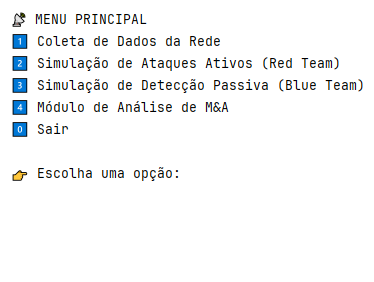 📡 MENU PRINCIPAL
1️⃣ Coleta de Dados da Rede
2️⃣ Simulação de Ataques Ativos (Red Team)
3️⃣ Simulação de Detecção Passiva (Blue Team)
4️⃣ Módulo de Análise de M&A
0️⃣ Sair
👉 Escolha uma opção: